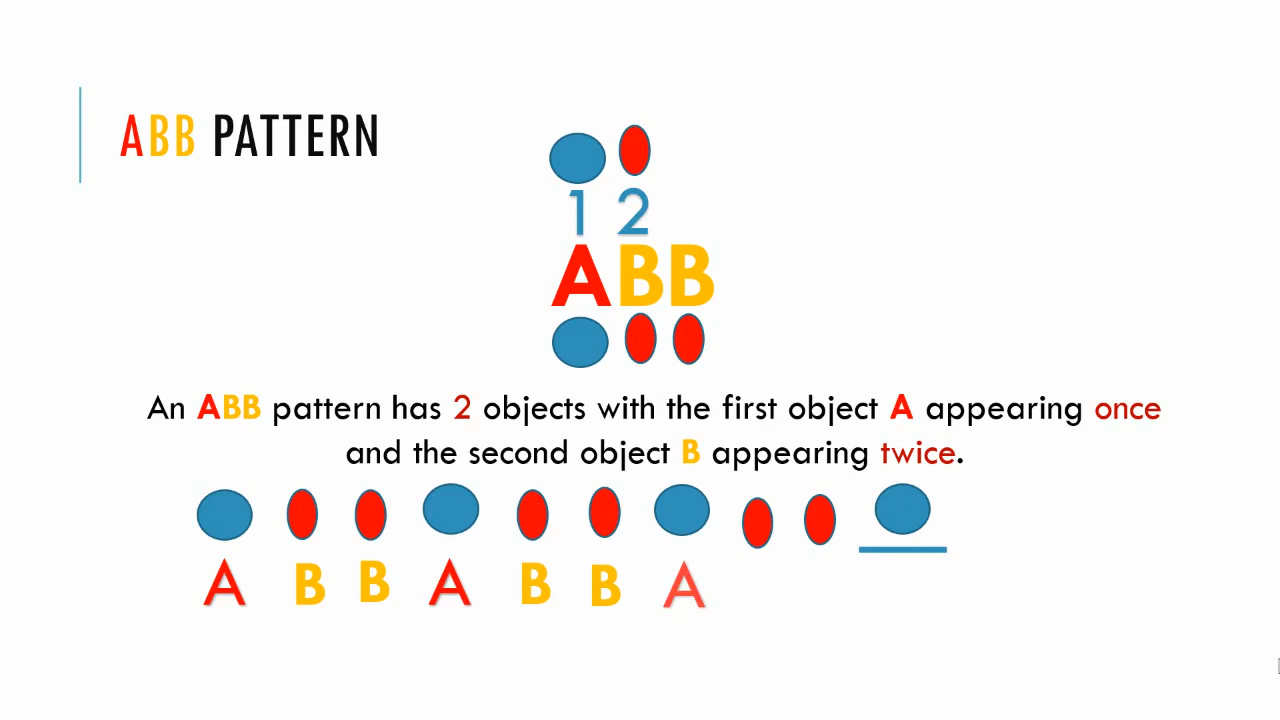 ABB PATTERN
1 2
ABB
An ABB pattern has 2 objects with the first object A appearing once
and the second object B appearing twice.
A B B A B B A